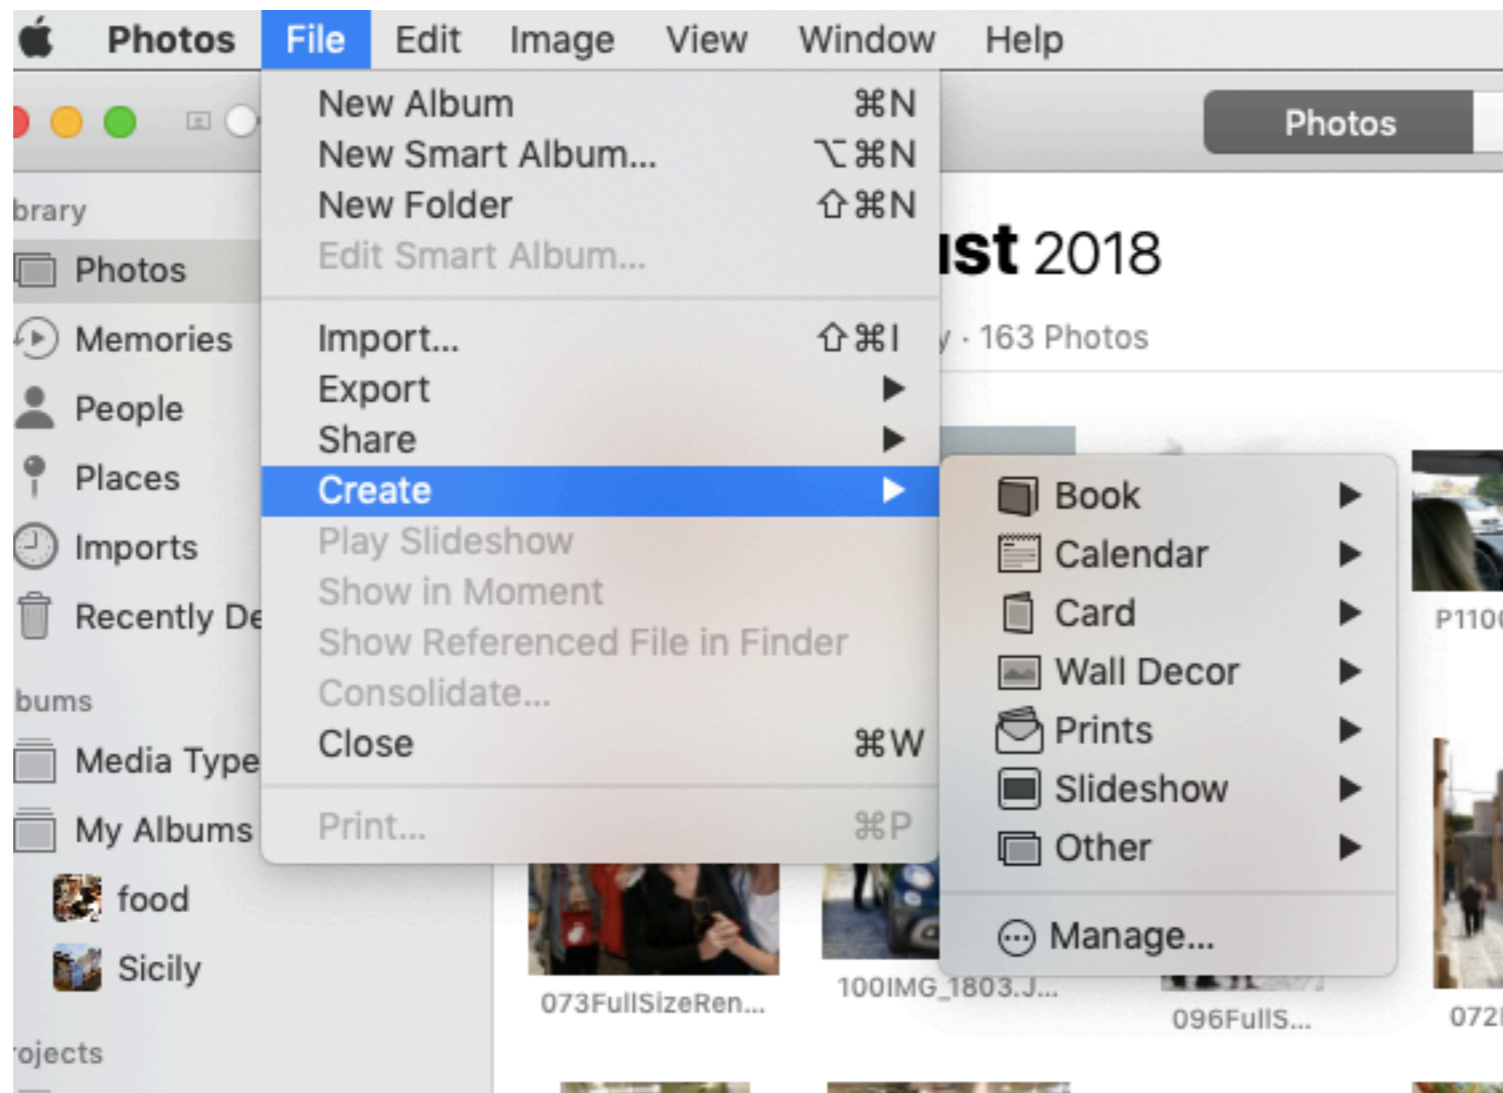 Photos File Edit Image View Window Help
Photos
New Album ⌘N
New Smart Album... ⌥⌘N
New Folder ⇧⌘N
Edit Smart Album...
Import... ⇧⌘I
Export
Share
Create
Play Slideshow
Show in Moment
Show Referenced File in Finder
Consolidate...
Close ⌘W
Print... ⌘P
Book
Calendar
Card
Wall Decor
Prints
Slideshow
Other
Manage...
brary
Photos
Memories
People
Places
Imports
Recently De
bums
Media Type
My Albums
food
Sicily
ojects
ust 2018
y · 163 Photos
P110
073FullSizeRen...
100IMG_1803.J...
096FullS...
072